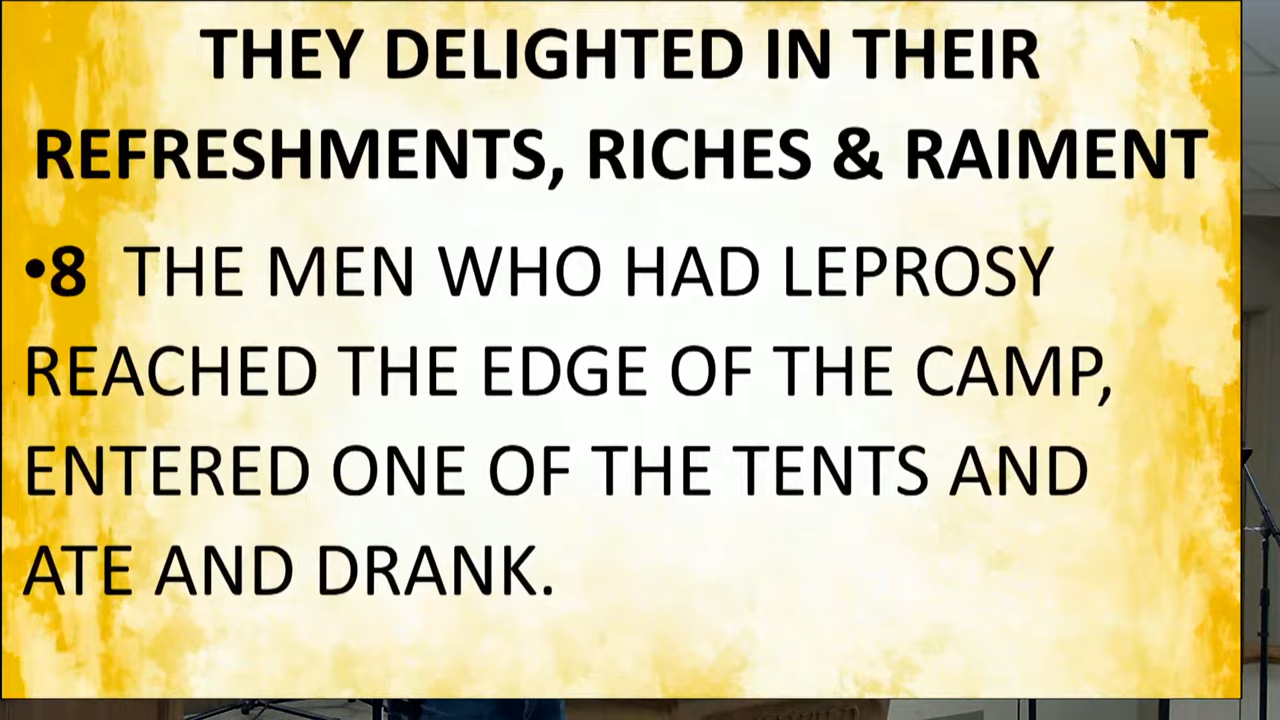 THEY DELIGHTED IN THEIR
REFRESHMENTS, RICHES & RAIMENT
•8 THE MEN WHO HAD LEPROSY
REACHED THE EDGE OF THE CAMP,
ENTERED ONE OF THE TENTS AND
ATE AND DRANK.